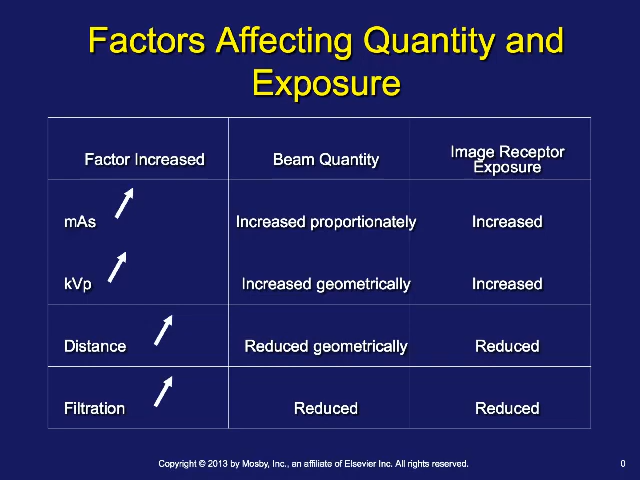 Factors Affecting Quantity and
Exposure
Factor Increased
Beam Quantity
Image Receptor
Exposure
mAs
Increased proportionately
Increased
kVp
Increased geometrically
Increased
Distance
Reduced geometrically
Reduced
Filtration
Reduced
Reduced
Copyright © 2013 by Mosby, Inc., an affiliate of Elsevier Inc. All rights reserved.
0